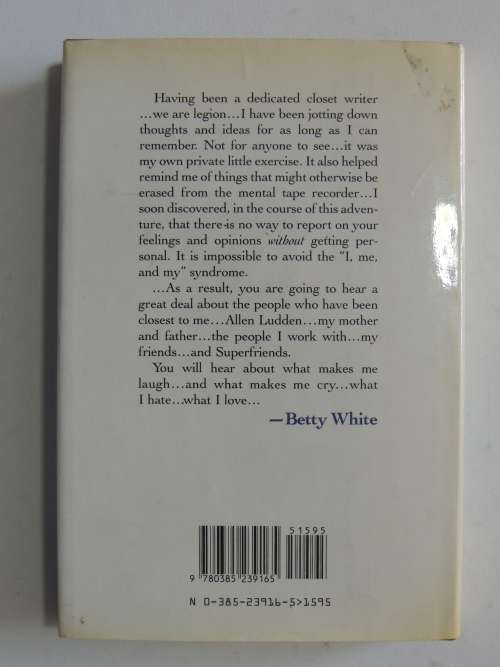 Having been a dedicated closet writer
...we are legion...I have been jotting down
thoughts and ideas for as long as I can
remember. Not for anyone to see...it was
my own private little exercise. It also helped
remind me of things that might otherwise be
erased from the mental tape recorder...I
soon discovered, in the course of this adven-
ture, that there is no way to report on your
feelings and opinions without getting per-
sonal. It is impossible to avoid the "I, me,
and my" syndrome.
...As a result, you are going to hear a
great deal about the people who have been
closest to me...Allen Ludden...my mother
and father...the people I work with...my
friends...and Superfriends.
You will hear about what makes me
laugh...and what makes me cry...what
I hate...what I love...
—Betty White
51595
9 780385 239165
N 0-385-23916-5>1595